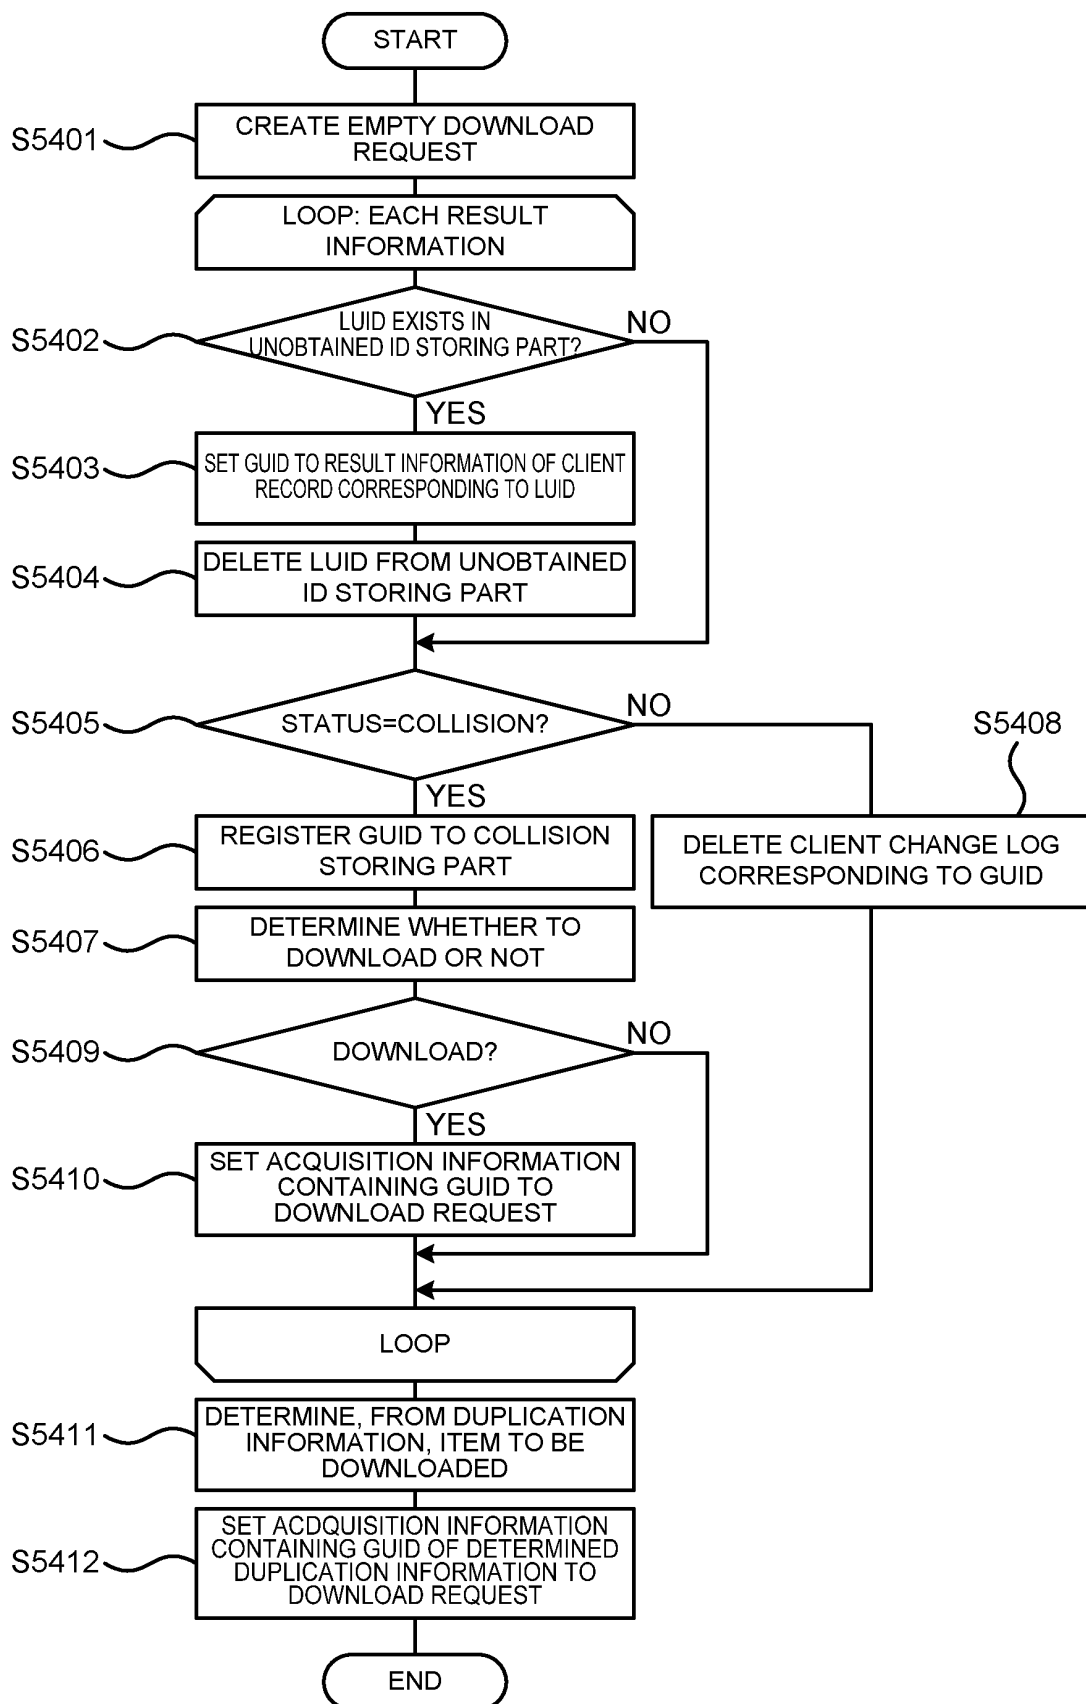 START
S5401
CREATE EMPTY DOWNLOAD
REQUEST
LOOP: EACH RESULT
INFORMATION
S5402
LUID EXISTS IN
UNOBTAINED ID STORING PART?
NO
YES
S5403
SET GUID TO RESULT INFORMATION OF CLIENT
RECORD CORRESPONDING TO LUID
S5404
DELETE LUID FROM UNOBTAINED
ID STORING PART
S5405
STATUS=COLLISION?
NO
S5408
YES
S5406
REGISTER GUID TO COLLISION
STORING PART
DELETE CLIENT CHANGE LOG
CORRESPONDING TO GUID
S5407
DETERMINE WHETHER TO
DOWNLOAD OR NOT
S5409
DOWNLOAD?
NO
YES
S5410
SET ACQUISITION INFORMATION
CONTAINING GUID TO
DOWNLOAD REQUEST
LOOP
S5411
DETERMINE, FROM DUPLICATION
INFORMATION, ITEM TO BE
DOWNLOADED
S5412
SET ACDQUISITION INFORMATION
CONTAINING GUID OF DETERMINED
DUPLICATION INFORMATION TO
DOWNLOAD REQUEST
END